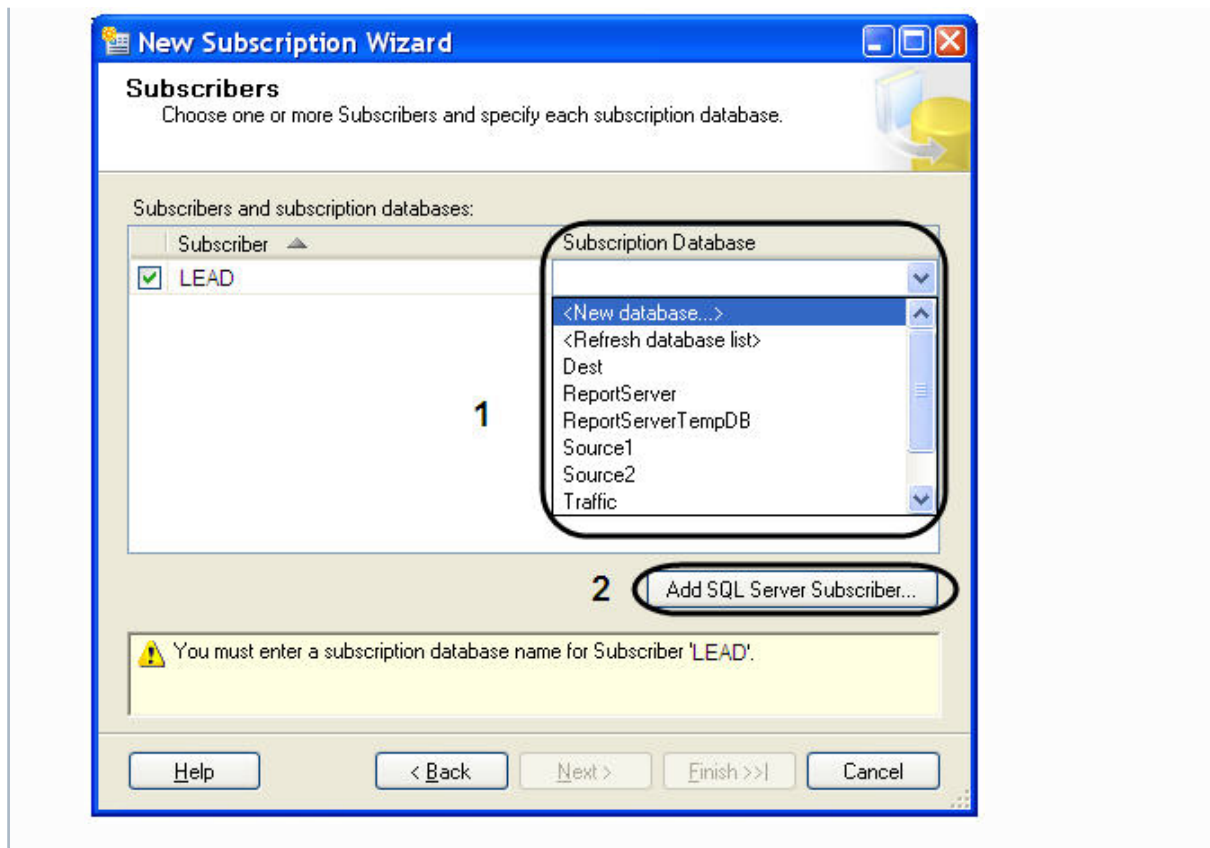 New Subscription Wizard
Subscribers
Choose one or more Subscribers and specify each subscription database.
Subscribers and subscription databases:
Subscriber Subscription Database
LEAD
<New database...>
<Refresh database list>
Dest
ReportServer
1
ReportServerTempDB
Source1
Source2
Traffic
2 Add SQL Server Subscriber...
You must enter a subscription database name for Subscriber 'LEAD'.
Help < Back Next > Finish >>| Cancel